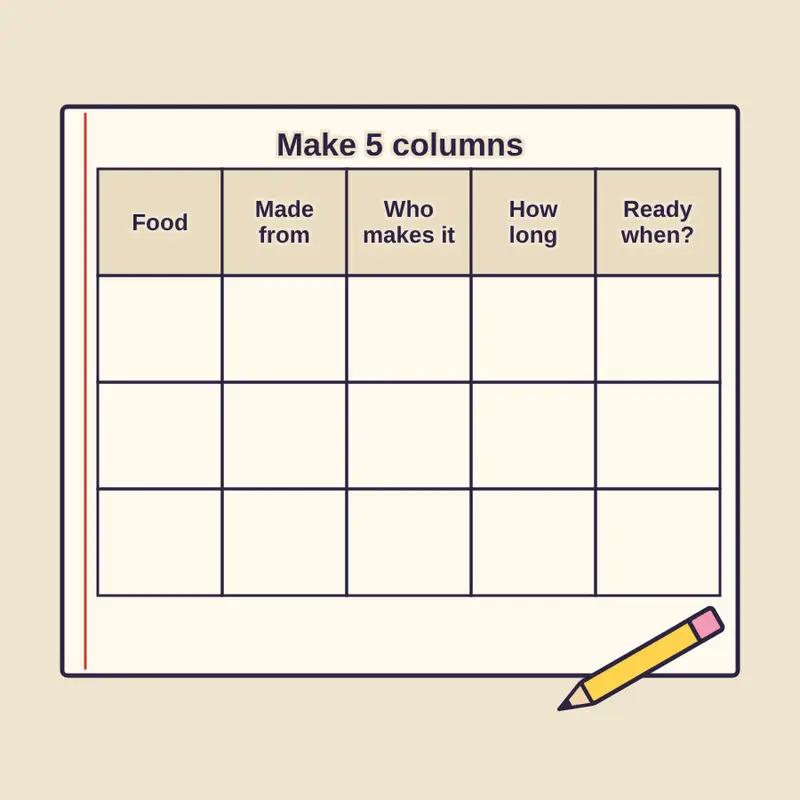 Make 5 columns
Food
Made
from
Who
makes it
How
long
Ready
when?